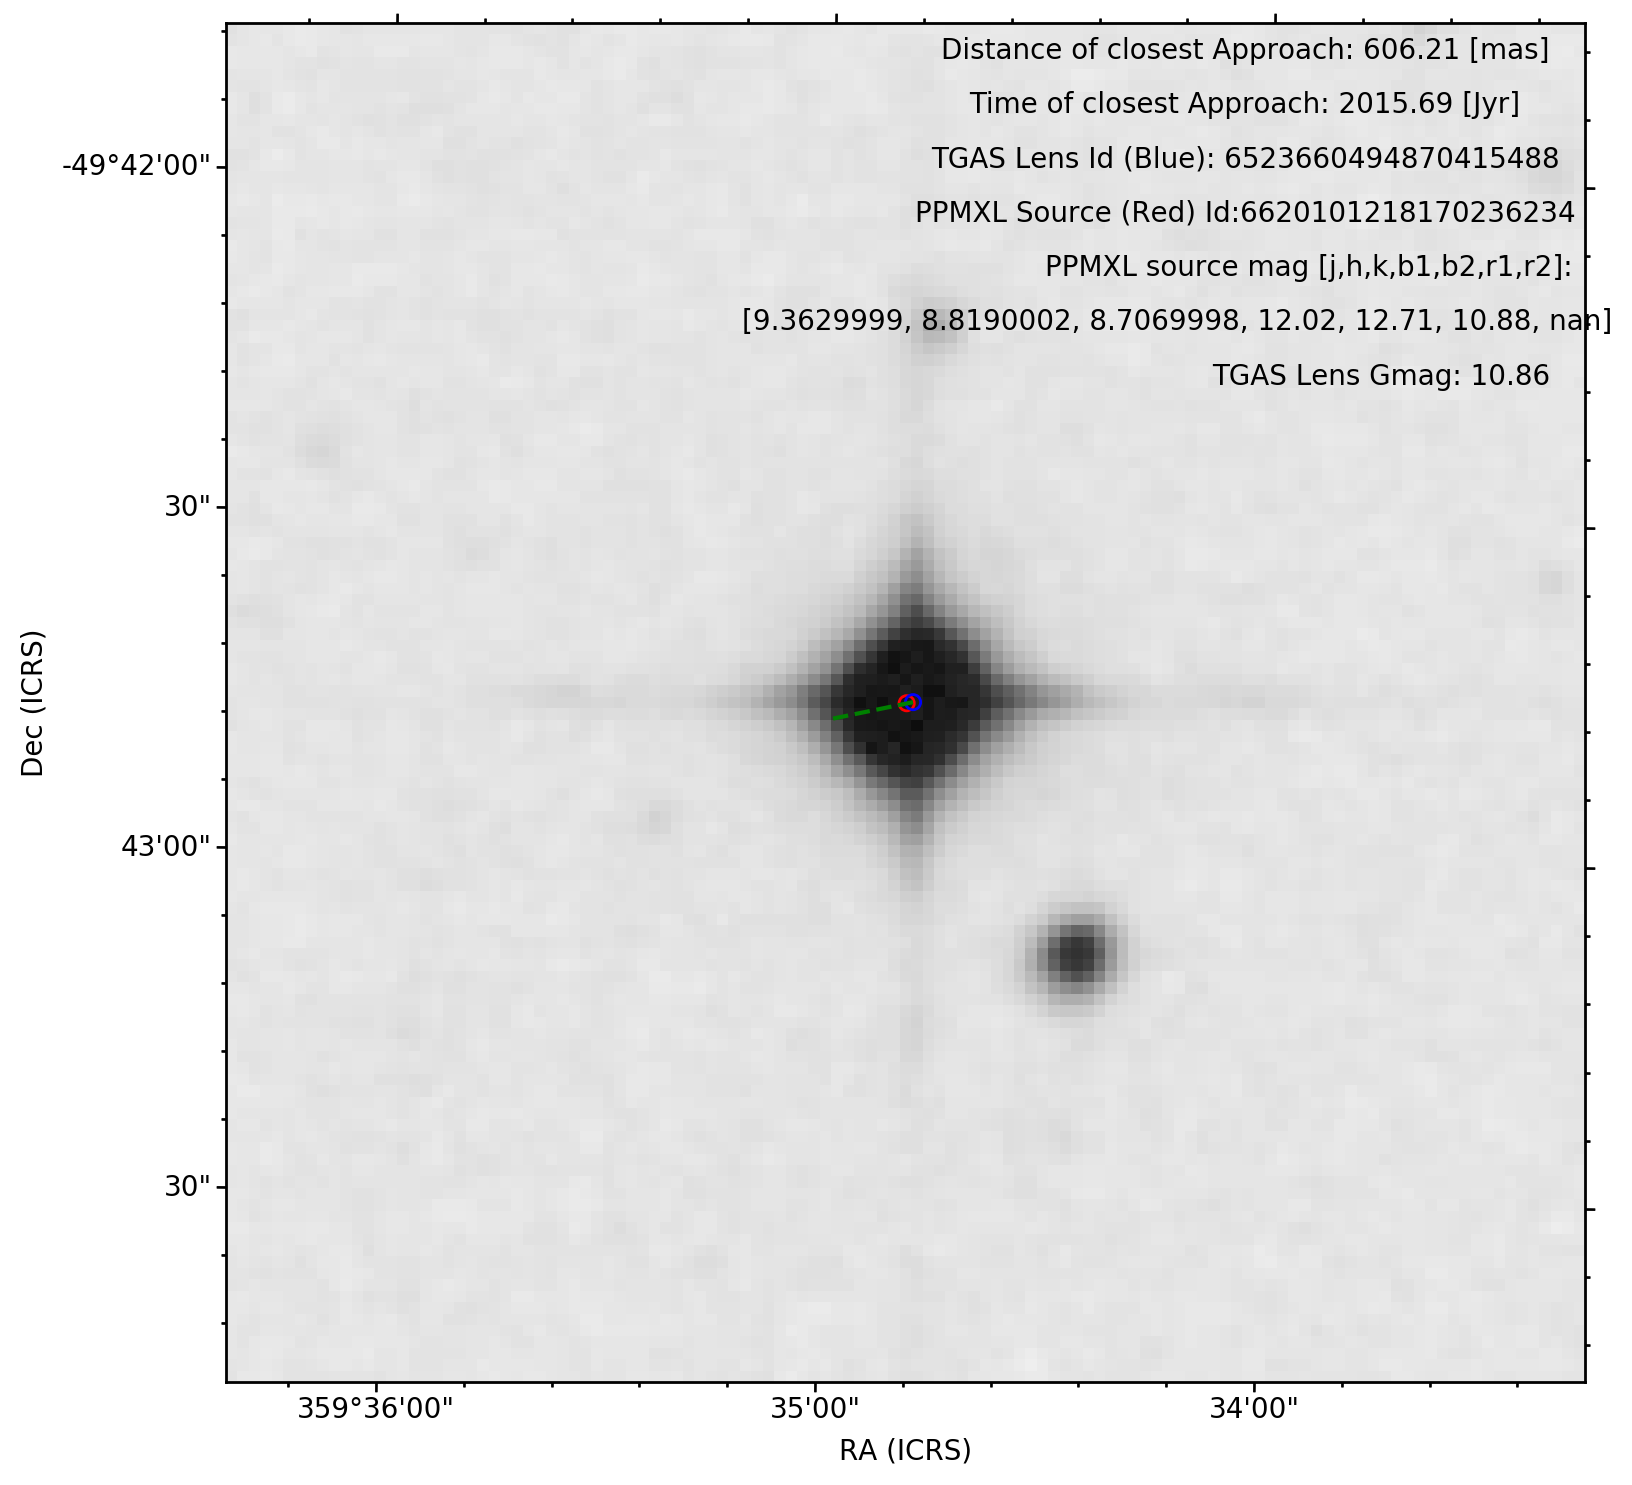 Distance of closest Approach: 606.21 [mas]
Time of closest Approach: 2015.69 [Jyr]
TGAS Lens Id (Blue): 6523660494870415488
PPMXL Source (Red) Id:6620101218170236234
PPMXL source mag [j,h,k,b1,b2,r1,r2]:
[9.3629999, 8.8190002, 8.7069998, 12.02, 12.71, 10.88, nan]
TGAS Lens Gmag: 10.86
-49°42'00"
30"
43'00"
30"
Dec (ICRS)
359°36'00" 35'00" 34'00"
RA (ICRS)